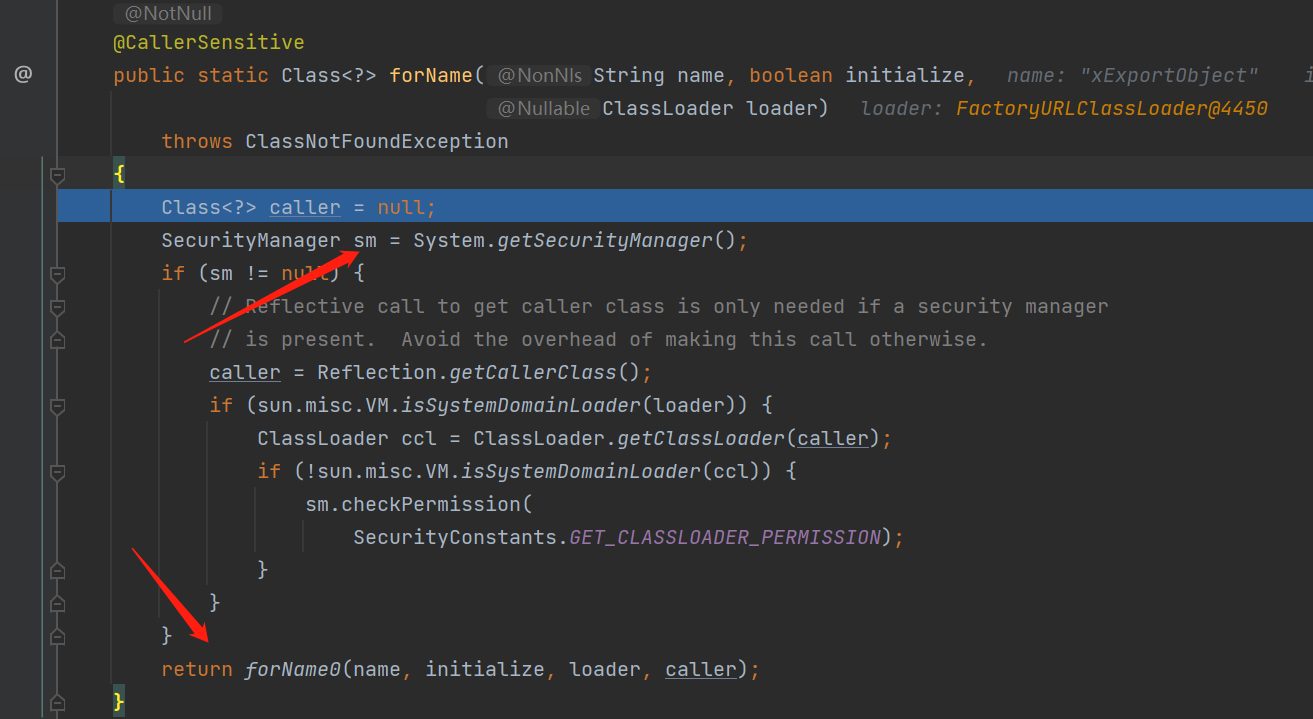 @NotNull
@CallerSensitive
@ public static Class<?> forName( @NonNls String name, boolean initialize, name: "xExportObject" i
@Nullable ClassLoader loader) loader: FactoryURLClassLoader@4450
throws ClassNotFoundException
{
Class<?> caller = null;
SecurityManager sm = System.getSecurityManager();
if (sm != null) {
// Reflective call to get caller class is only needed if a security manager
// is present.  Avoid the overhead of making this call otherwise.
caller = Reflection.getCallerClass();
if (sun.misc.VM.isSystemDomainLoader(loader)) {
ClassLoader ccl = ClassLoader.getClassLoader(caller);
if (!sun.misc.VM.isSystemDomainLoader(ccl)) {
sm.checkPermission(
SecurityConstants.GET_CLASSLOADER_PERMISSION);
}
}
}
return forName0(name, initialize, loader, caller);
}